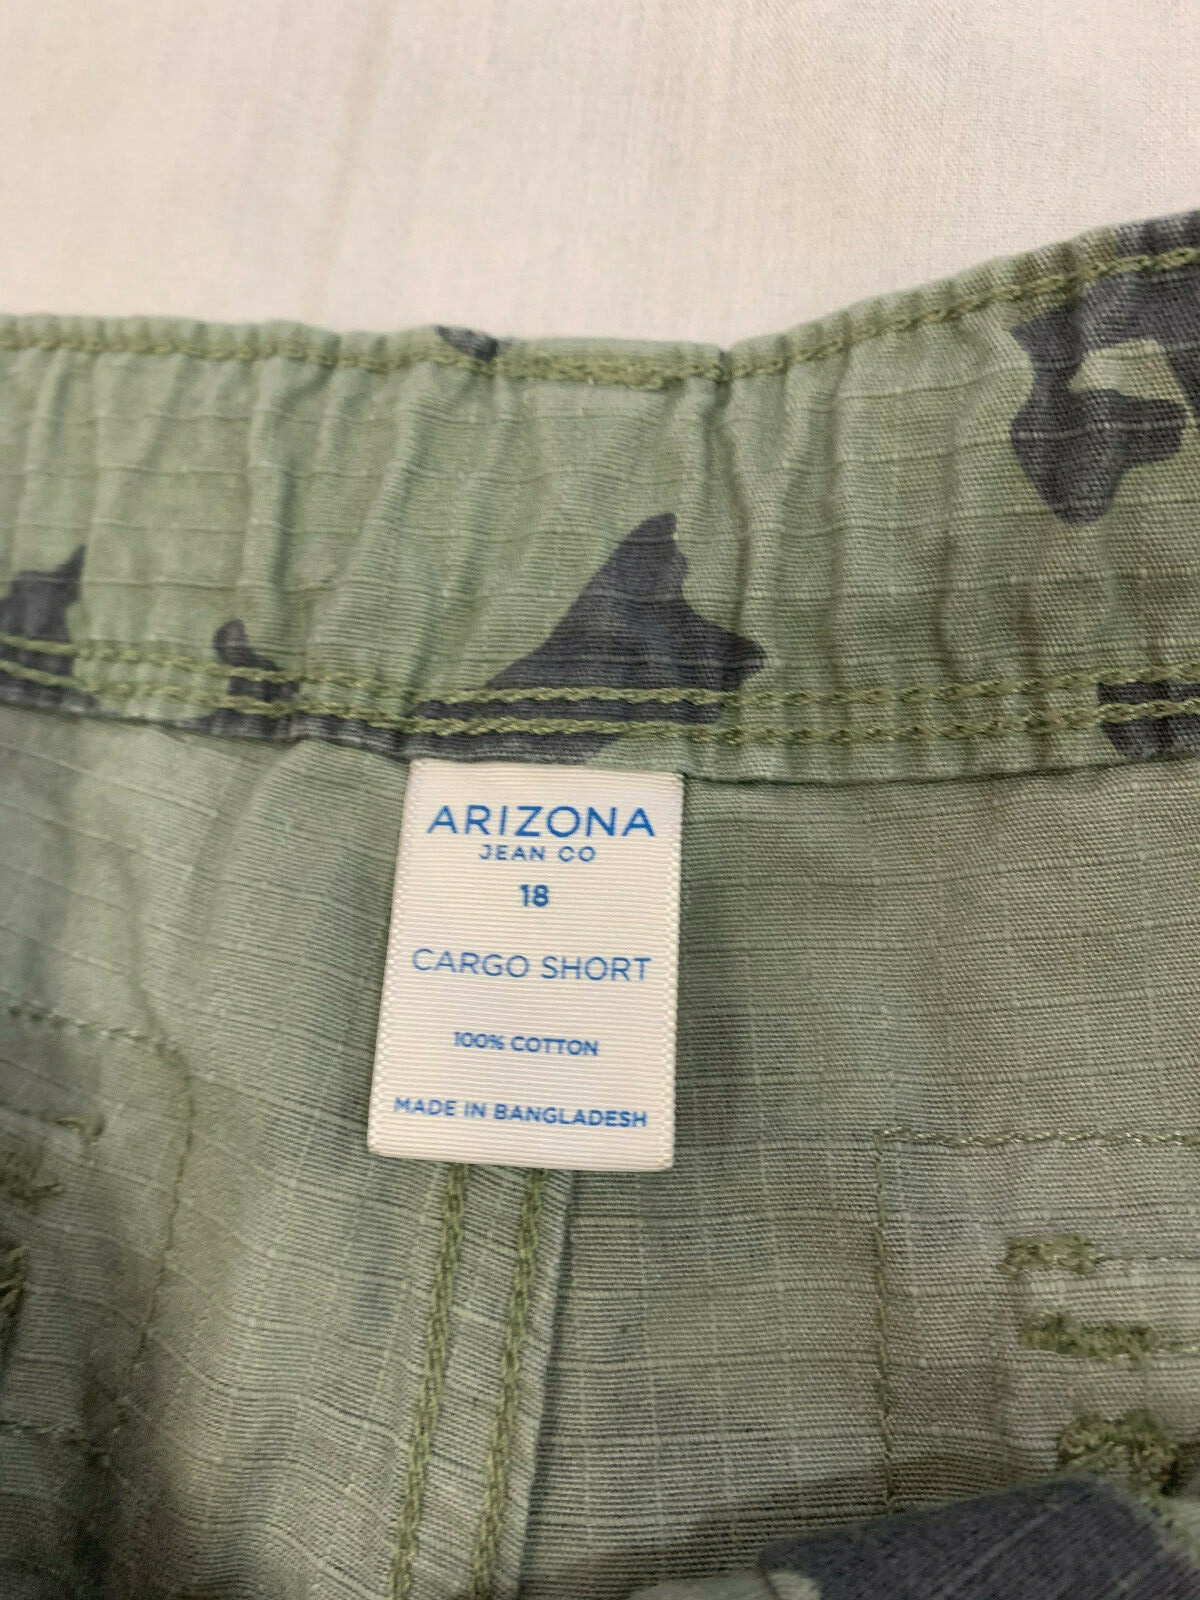 ARIZONA
JEAN CO
18
CARGO SHORT
100% COTTON
MADE IN BANGLADESH